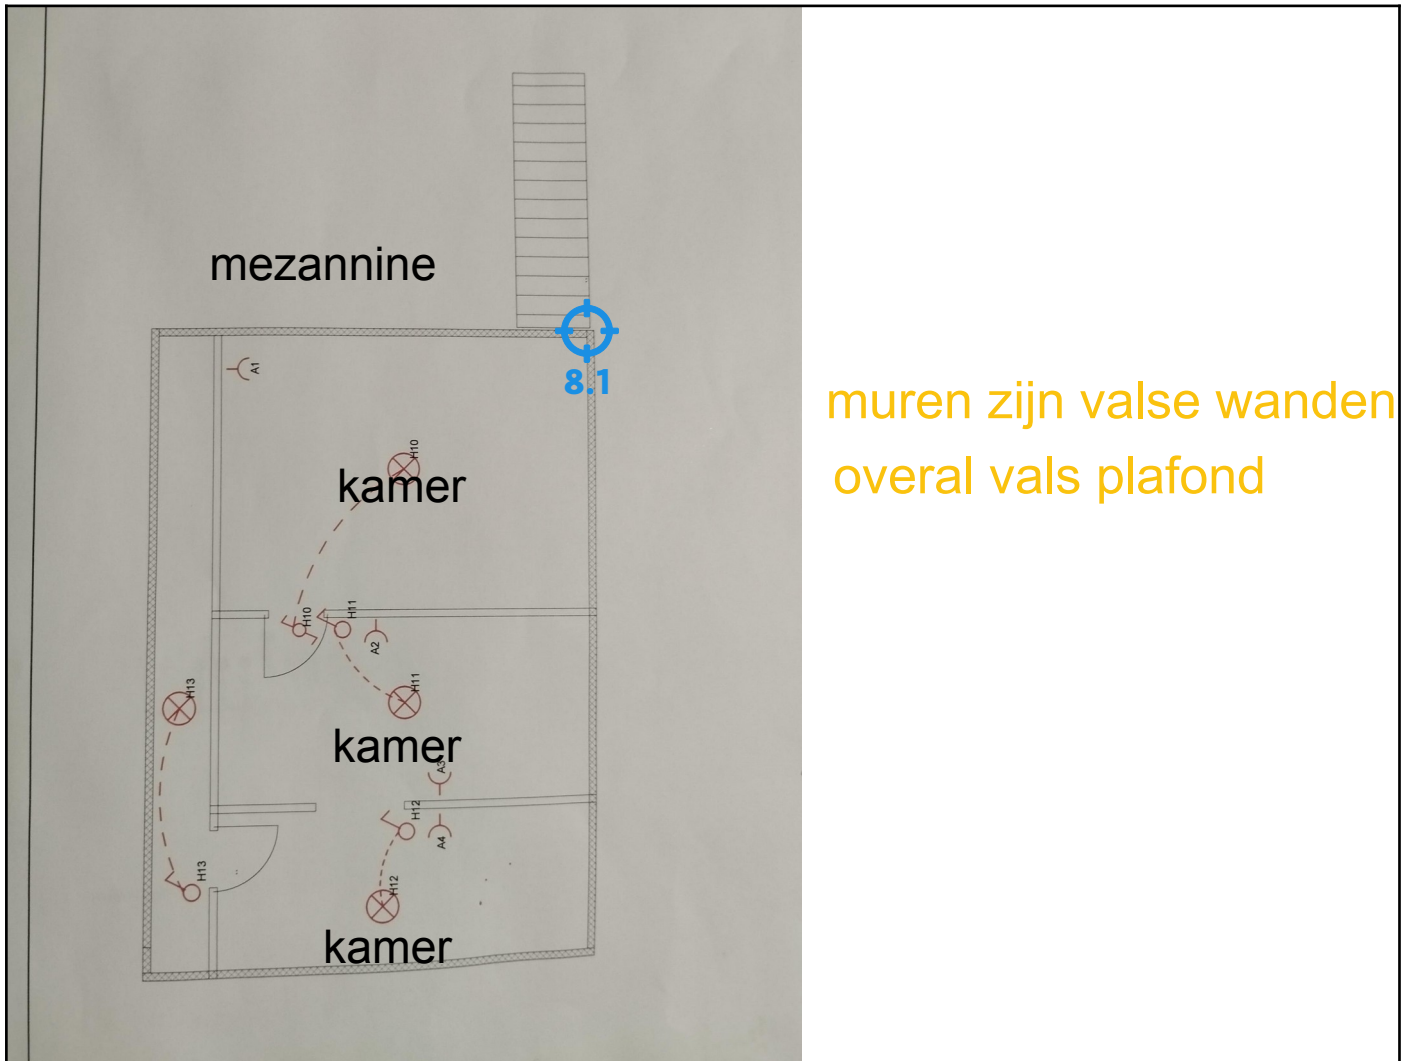 mezannine
8.1
A1
H10
kamer
H10
H11
A2
H13
H11
kamer
A3
H12
A4
H13
H12
kamer
muren zijn valse wanden
overal vals plafond